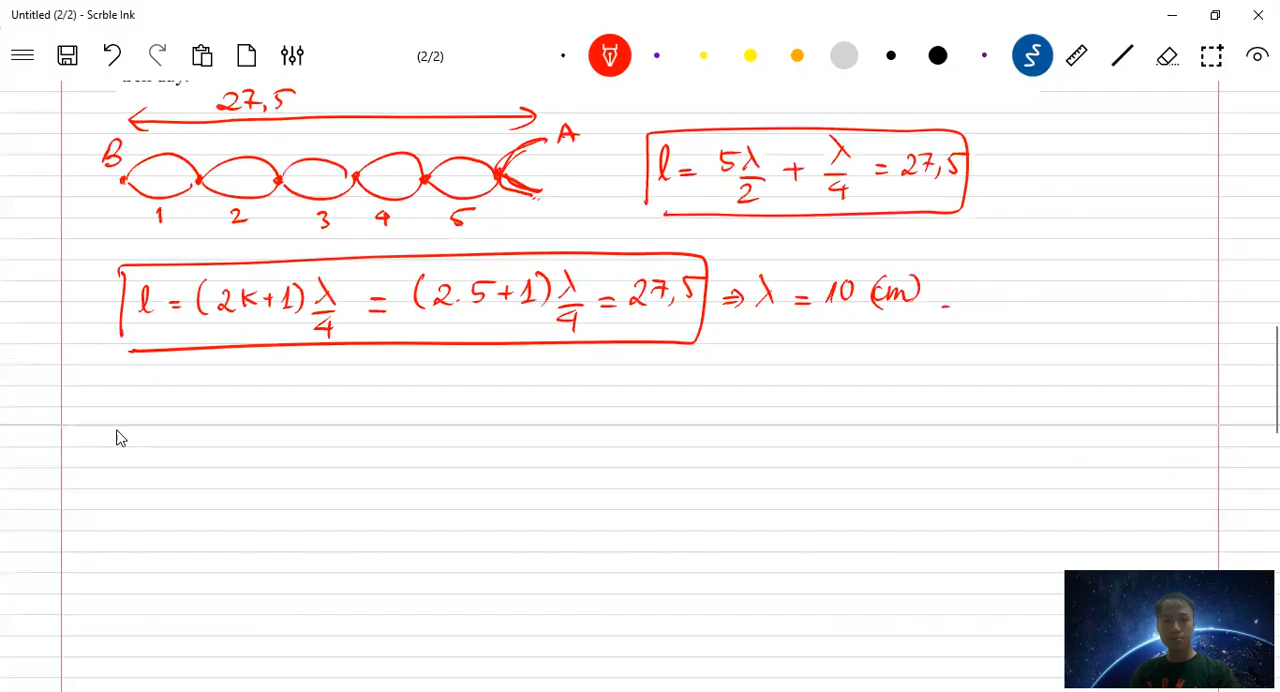 Untitled (2/2) - Scrble Ink
(2/2)
27,5
B
A
1 2 3 4 5
l = 5λ/2 + λ/4 = 27,5
l = (2K+1) λ/4 = (2.5+1) λ/4 = 27,5 ⇒ λ = 10 (cm).